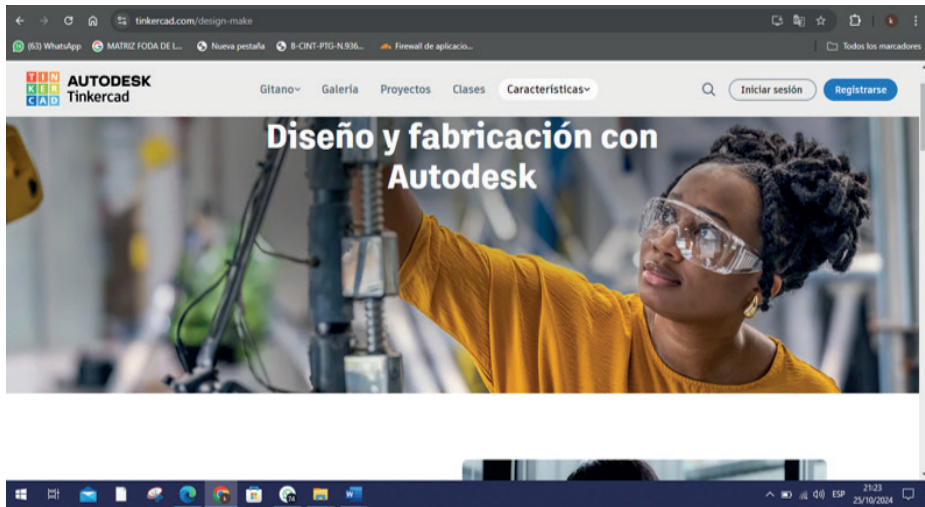 tinkercad.com/design-make
(63) WhatsApp MATRIZ FODA DE L... Nueva pestaña B-CINT-PTG-N.936... Firewall de aplicacio... Todos los marcadores
TIN
KER
CAD
AUTODESK
Tinkercad
Gitano Galería Proyectos Clases Características Iniciar sesión Registrarse
Diseño y fabricación con
Autodesk
ESP
21:23
25/10/2024